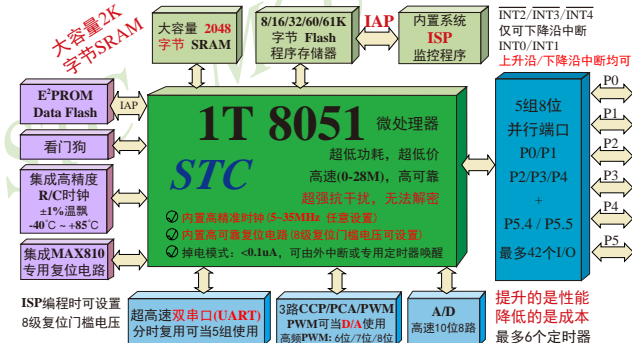 大容量2K
字节SRAM
大容量 2048
字节 SRAM
8/16/32/60/61K
字节 Flash
程序存储器
IAP
内置系统
ISP
监控程序
INT2/INT3/INT4
仅可下降沿中断
INT0/INT1
上升沿/下降沿中断均可
E²PROM
Data Flash
IAP
看门狗
集成高精度
R/C时钟
±1%温飘
-40℃ ~ +85℃
集成MAX810
专用复位电路
ISP编程时可设置
8级复位门槛电压
1T 8051 微处理器
STC
超低功耗，超低价
高速(0-28M)，高可靠
超强抗干扰，无法解密
内置高精准时钟 (5~35MHz 任意设置)
内置高可靠复位电路 (8级复位门槛电压可设置)
掉电模式：<0.1uA，可由外中断或专用定时器唤醒
5组8位
并行端口
P0/P1
P2/P3/P4
+
P5.4 / P5.5
最多42个I/O
P0
P1
P2
P3
P4
P5
超高速双串口(UART)
分时复用可当5组使用
3路CCP/PCA/PWM
PWM可当D/A使用
高频PWM: 6位/7位/8位
A/D
高速10位8路
提升的是性能
降低的是成本
最多6个定时器